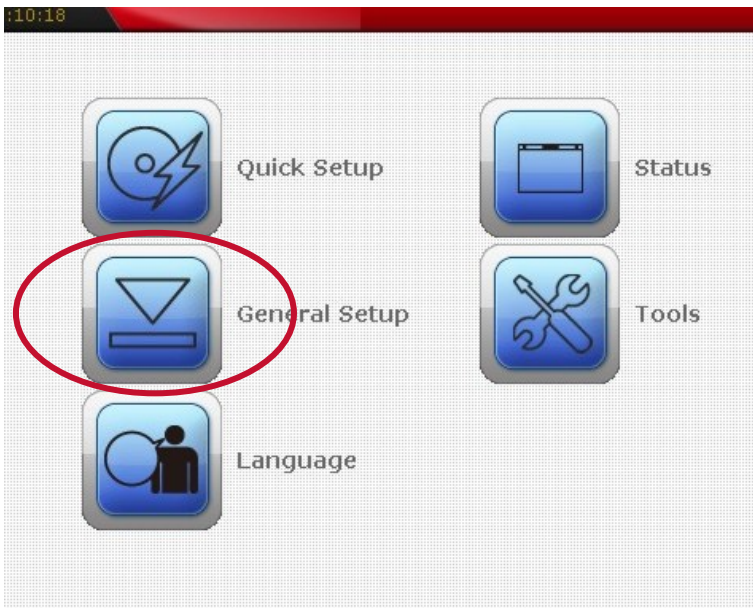 :10:18
Quick Setup
Status
General Setup
Tools
Language